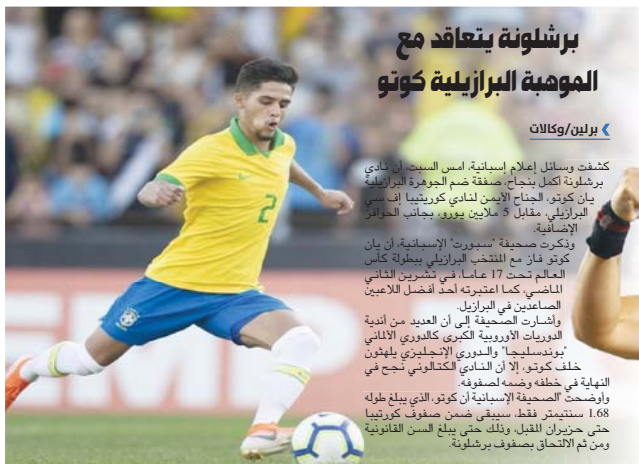 برشلونة يتعاقد مع
الموهبة البرازيلية كوتو
برلين/وكالات
كشفت وسائل إعلام إسبانية، امس السبت، أن نادي
برشلونة أكمل بنجاح، صفقة ضم الجوهرة البرازيلية
يان كوتو، الجناح الأيمن لنادي كوريتيبا إف سي
البرازيلي، مقابل 5 ملايين يورو، بجانب الحوافز
الإضافية.
وذكرت صحيفة "سبورت" الإسبانية، أن يان
كوتو فاز مع المنتخب البرازيلي ببطولة كأس
العالم تحت 17 عاما، في تشرين الثاني
الماضي، كما اعتبرته أحد أفضل اللاعبين
الصاعدين في البرازيل.
وأشارت الصحيفة إلى أن العديد من أندية
الدوريات الأوروبية الكبرى كالدوري الألماني
"بوندسليجا" والدوري الإنجليزي يلهثون
خلف كوتو، إلا أن النادي الكتالوني نجح في
النهاية في خطفه وضمه لصفوفه.
وأوضحت "الصحيفة الإسبانية أن كوتو، الذي يبلغ طوله
1.68 سنتيمتر فقط، سيبقى ضمن صفوف كورتيبا
حتى حزيران المقبل، وذلك حتى يبلغ السن القانونية
ومن ثم الالتحاق بصفوف برشلونة.
2